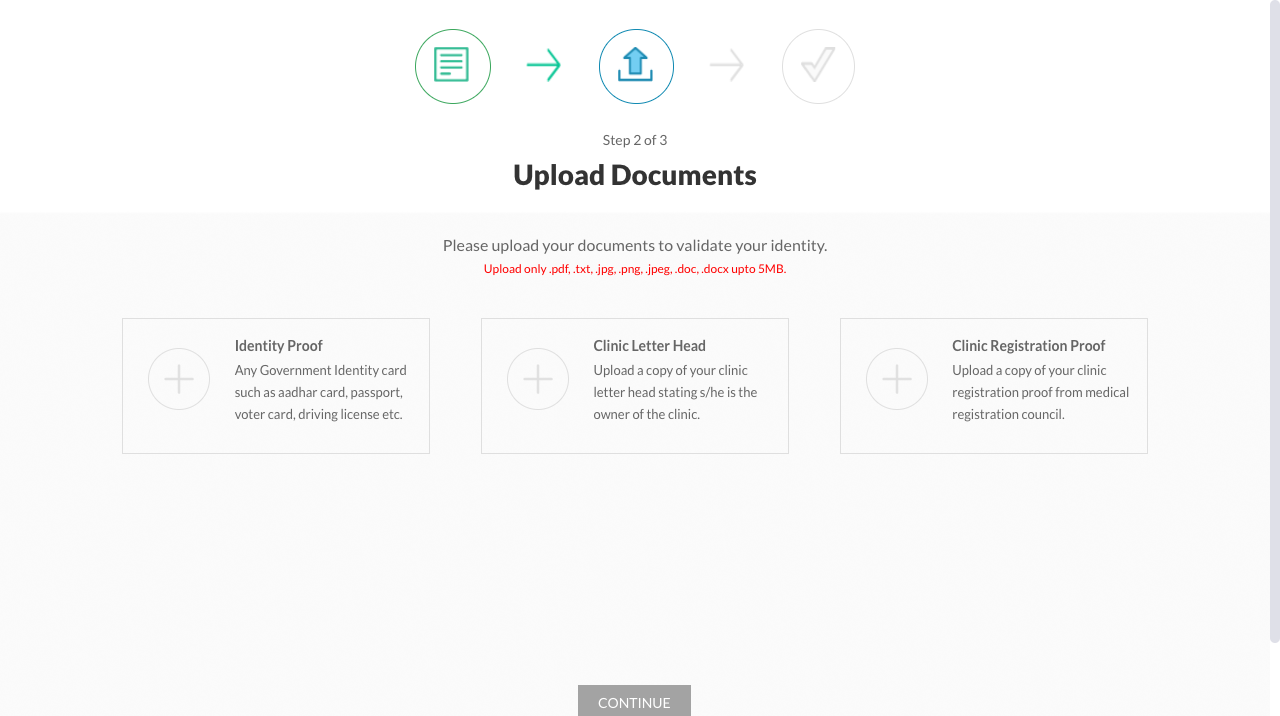 Step 2 of 3
Upload Documents
Please upload your documents to validate your identity.
Upload only .pdf, .txt, .jpg, .png, .jpeg, .doc, .docx upto 5MB.
Identity Proof
Any Government Identity card
such as aadhar card, passport,
voter card, driving license etc.
Clinic Letter Head
Upload a copy of your clinic
letter head stating s/he is the
owner of the clinic.
Clinic Registration Proof
Upload a copy of your clinic
registration proof from medical
registration council.
CONTINUE